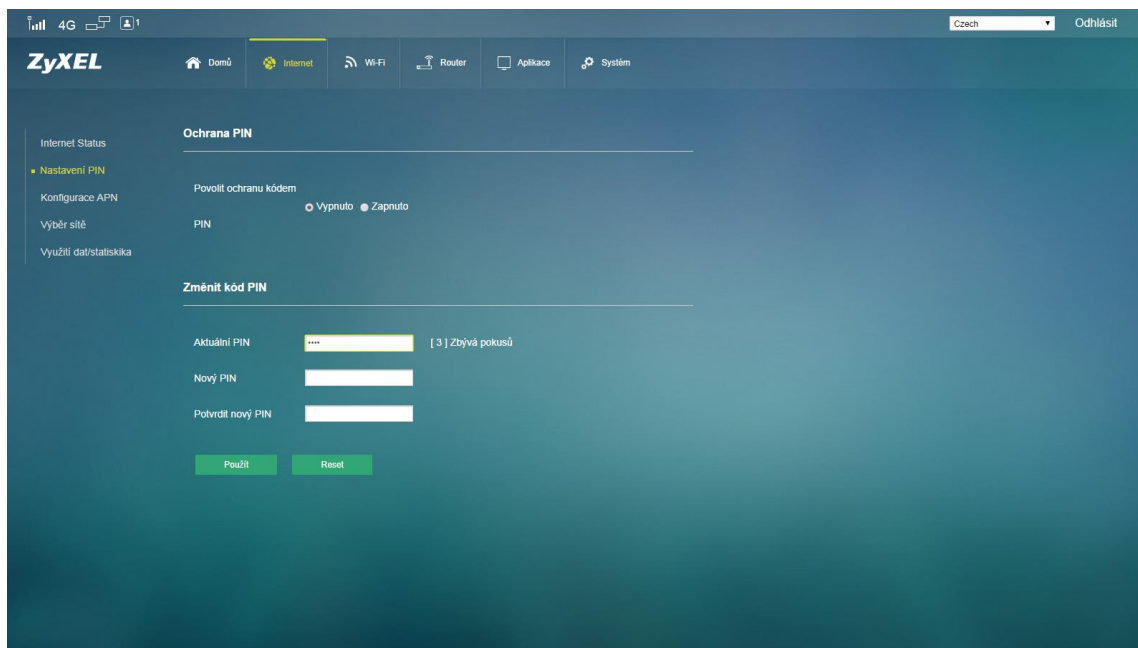 4G 1 Czech Odhlásit
ZyXEL Domů Internet Wi-Fi Router Aplikace Systém
Internet Status
Nastavení PIN
Konfigurace APN
Výběr sítě
Využití dat/statiskika
Ochrana PIN
Povolit ochranu kódem
PIN
Vypnuto Zapnuto
Změnit kód PIN
Aktuální PIN •••• [ 3 ] Zbývá pokusů
Nový PIN
Potvrdit nový PIN
Použít Reset